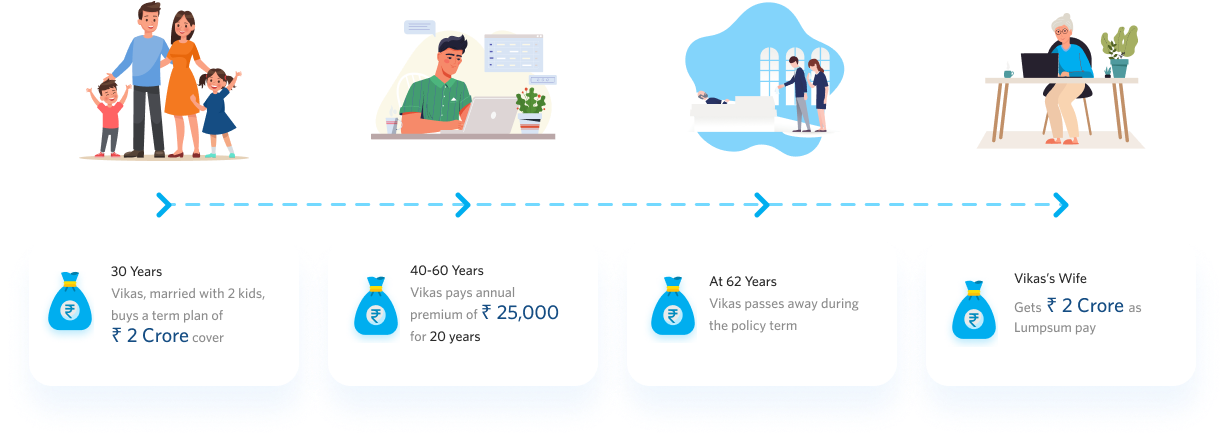 30 Years
Vikas, married with 2 kids,
buys a term plan of
₹ 2 Crore cover
40-60 Years
Vikas pays annual
premium of ₹ 25,000
for 20 years
At 62 Years
Vikas passes away during
the policy term
Vikas's Wife
Gets ₹ 2 Crore as
Lumpsum pay
₹
₹
₹
₹